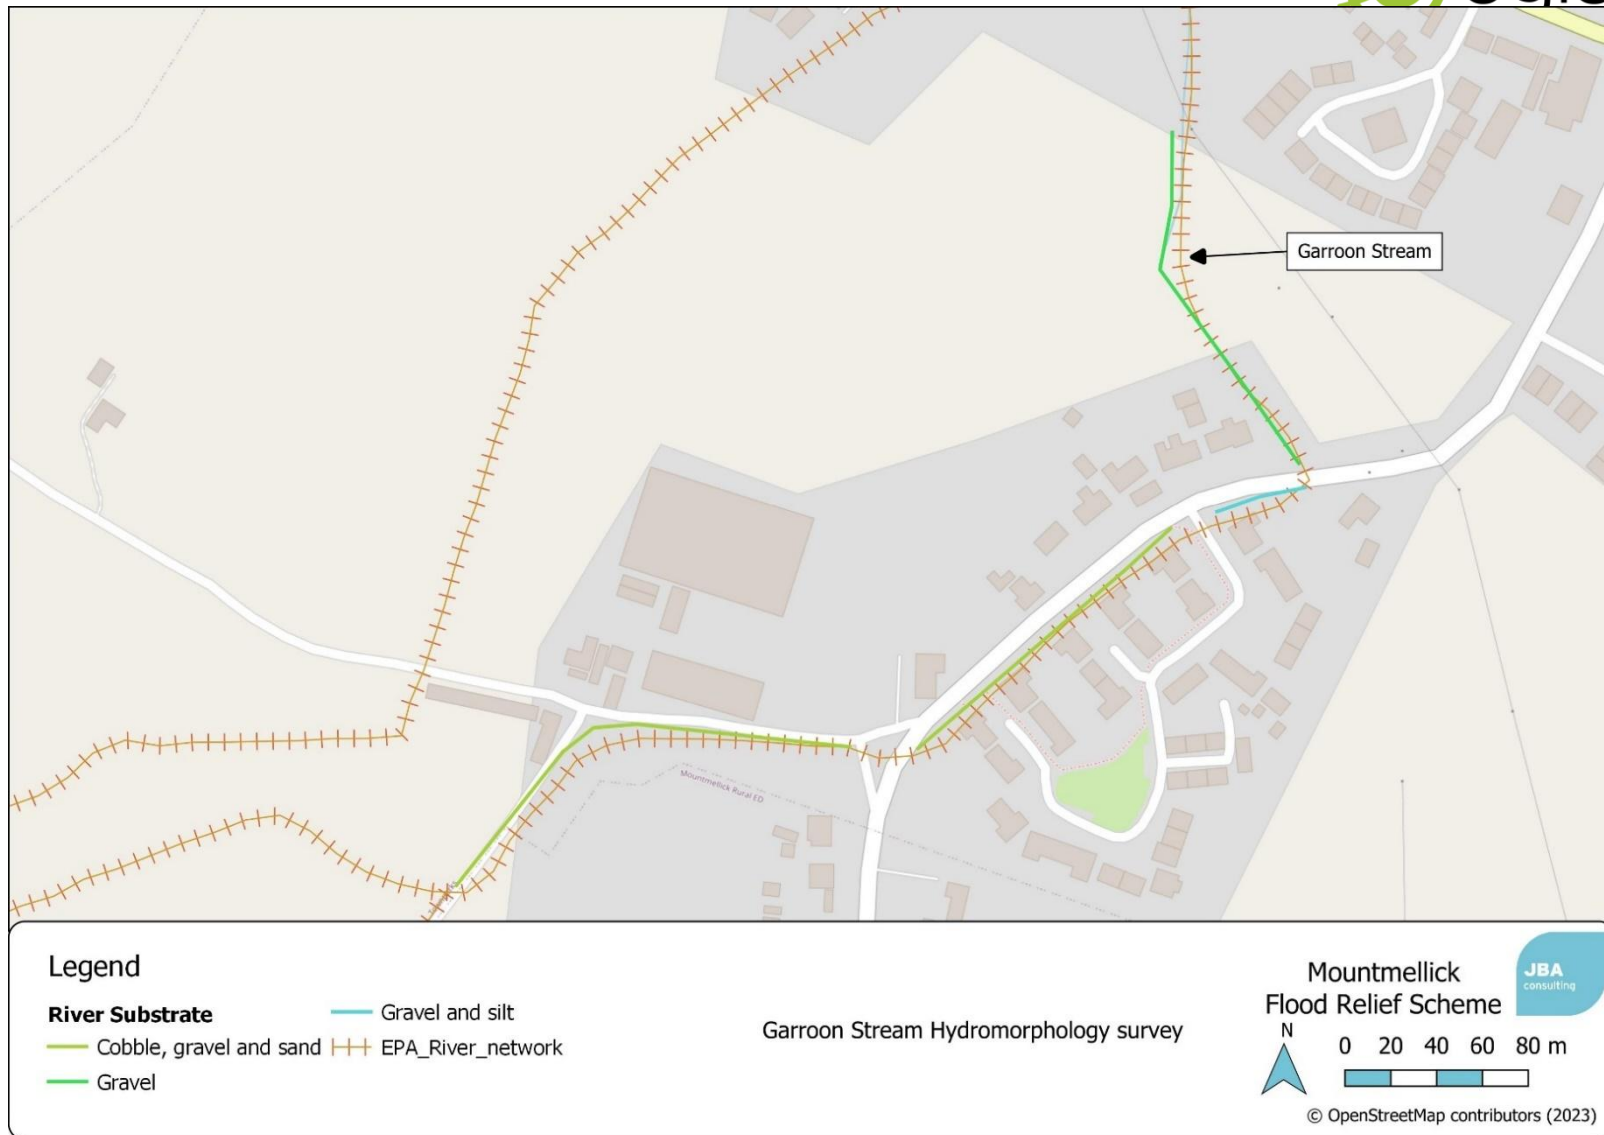 Garroon Stream
Mountmellick Rural ED
Legend
River Substrate
Cobble, gravel and sand
Gravel
Gravel and silt
EPA_River_network
Garroon Stream Hydromorphology survey
Mountmellick
Flood Relief Scheme
JBA
consulting
N
0 20 40 60 80 m
© OpenStreetMap contributors (2023)